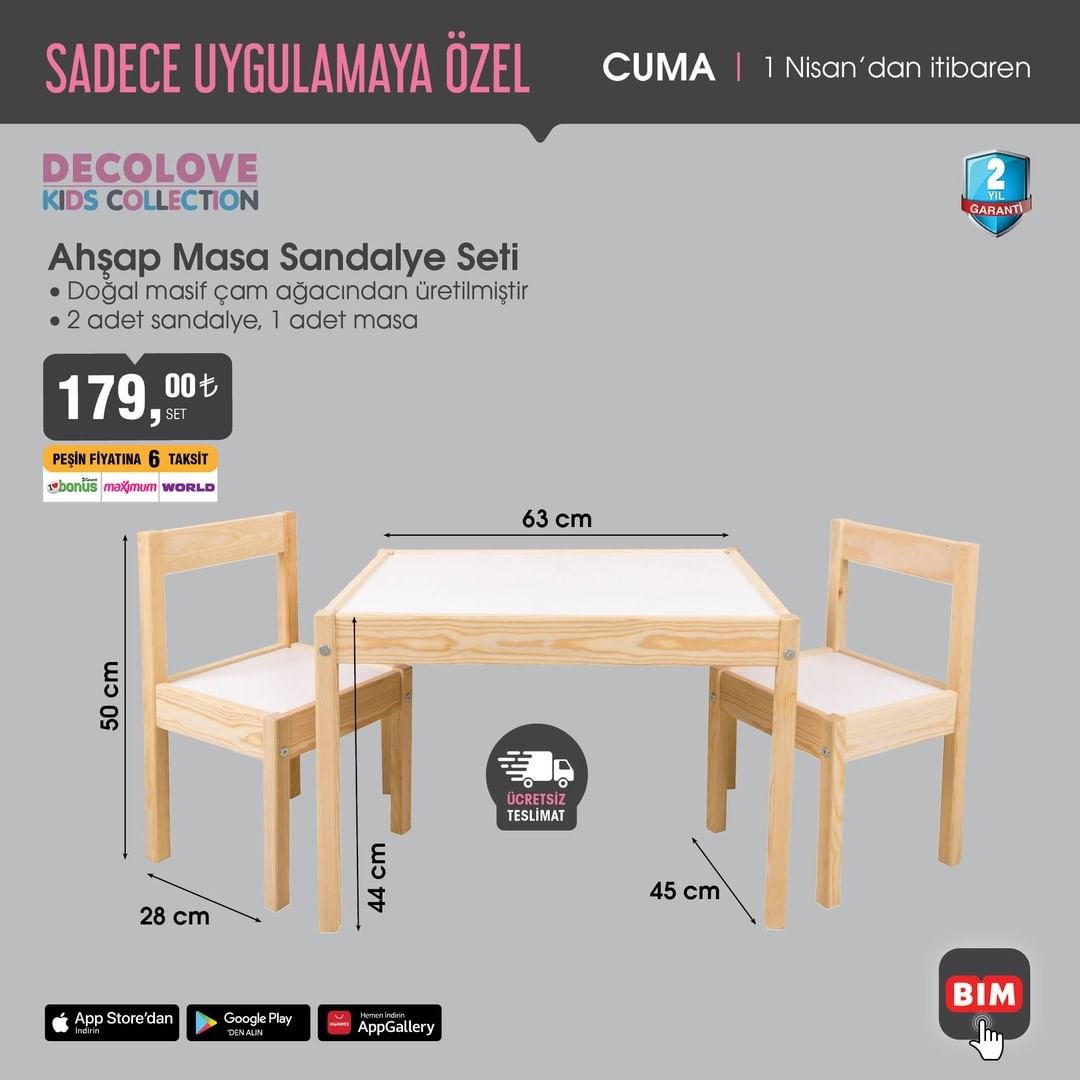 SADECE UYGULAMAYA ÖZEL
CUMA | 1 Nisan'dan itibaren
DECOLOVE
KIDS COLLECTION
2
YIL
GARANTİ
Ahşap Masa Sandalye Seti
• Doğal masif çam ağacından üretilmiştir
• 2 adet sandalye, 1 adet masa
179,00₺
SET
PEŞİN FİYATINA 6 TAKSİT
bonus maximum WORLD
63 cm
50 cm
ÜCRETSİZ
TESLİMAT
44 cm
45 cm
28 cm
BİM
App Store'dan
İndirin
Google Play
'DEN ALIN
HUAWEI
Hemen İndirin
AppGallery